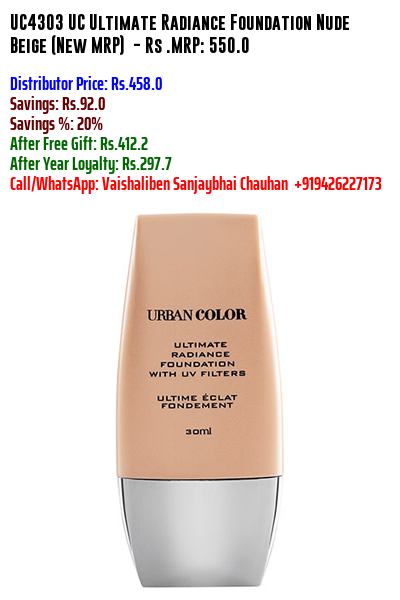 UC4303 UC Ultimate Radiance Foundation Nude
Beige (New MRP) - Rs .MRP: 550.0
Distributor Price: Rs.458.0
Savings: Rs.92.0
Savings %: 20%
After Free Gift: Rs.412.2
After Year Loyalty: Rs.297.7
Call/WhatsApp: Vaishaliben Sanjaybhai Chauhan +919426227173
URBAN COLOR
ULTIMATE
RADIANCE
FOUNDATION
WITH UV FILTERS
ULTIME ÉCLAT
FONDEMENT
30ml